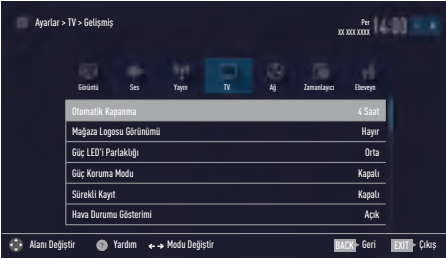 Ayarlar > TV > Gelişmiş
Per
XX XXX XXXX
14:00
Görüntü Ses Yayın TV Ağ Zamanlayıcı Ebeveyn
Otomatik Kapanma 4 Saat
Mağaza Logosu Görünümü Hayır
Güç LED'i Parlaklığı Orta
Güç Koruma Modu Kapalı
Sürekli Kayıt Kapalı
Hava Durumu Gösterimi Açık
Alanı Değiştir ? Yardım ←→ Modu Değiştir BACK Geri EXIT Çıkış